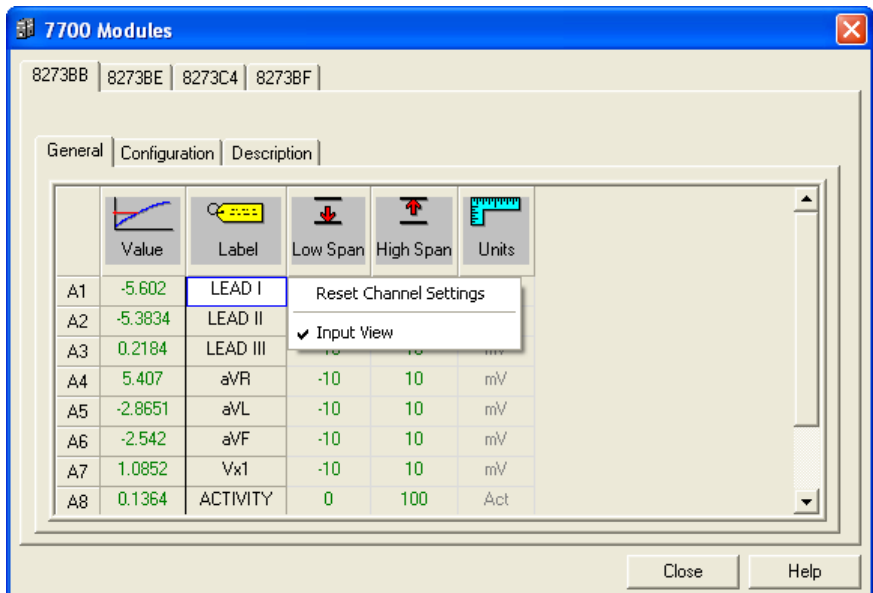 7700 Modules
8273BB 8273BE 8273C4 8273BF
General Configuration Description
Value Label Low Span High Span Units
A1 -5.602 LEAD I
Reset Channel Settings
A2 -5.3834 LEAD II
Input View
A3 0.2184 LEAD III -10 10 mV
A4 5.407 aVR -10 10 mV
A5 -2.8651 aVL -10 10 mV
A6 -2.542 aVF -10 10 mV
A7 1.0852 Vx1 -10 10 mV
A8 0.1364 ACTIVITY 0 100 Act
Close Help